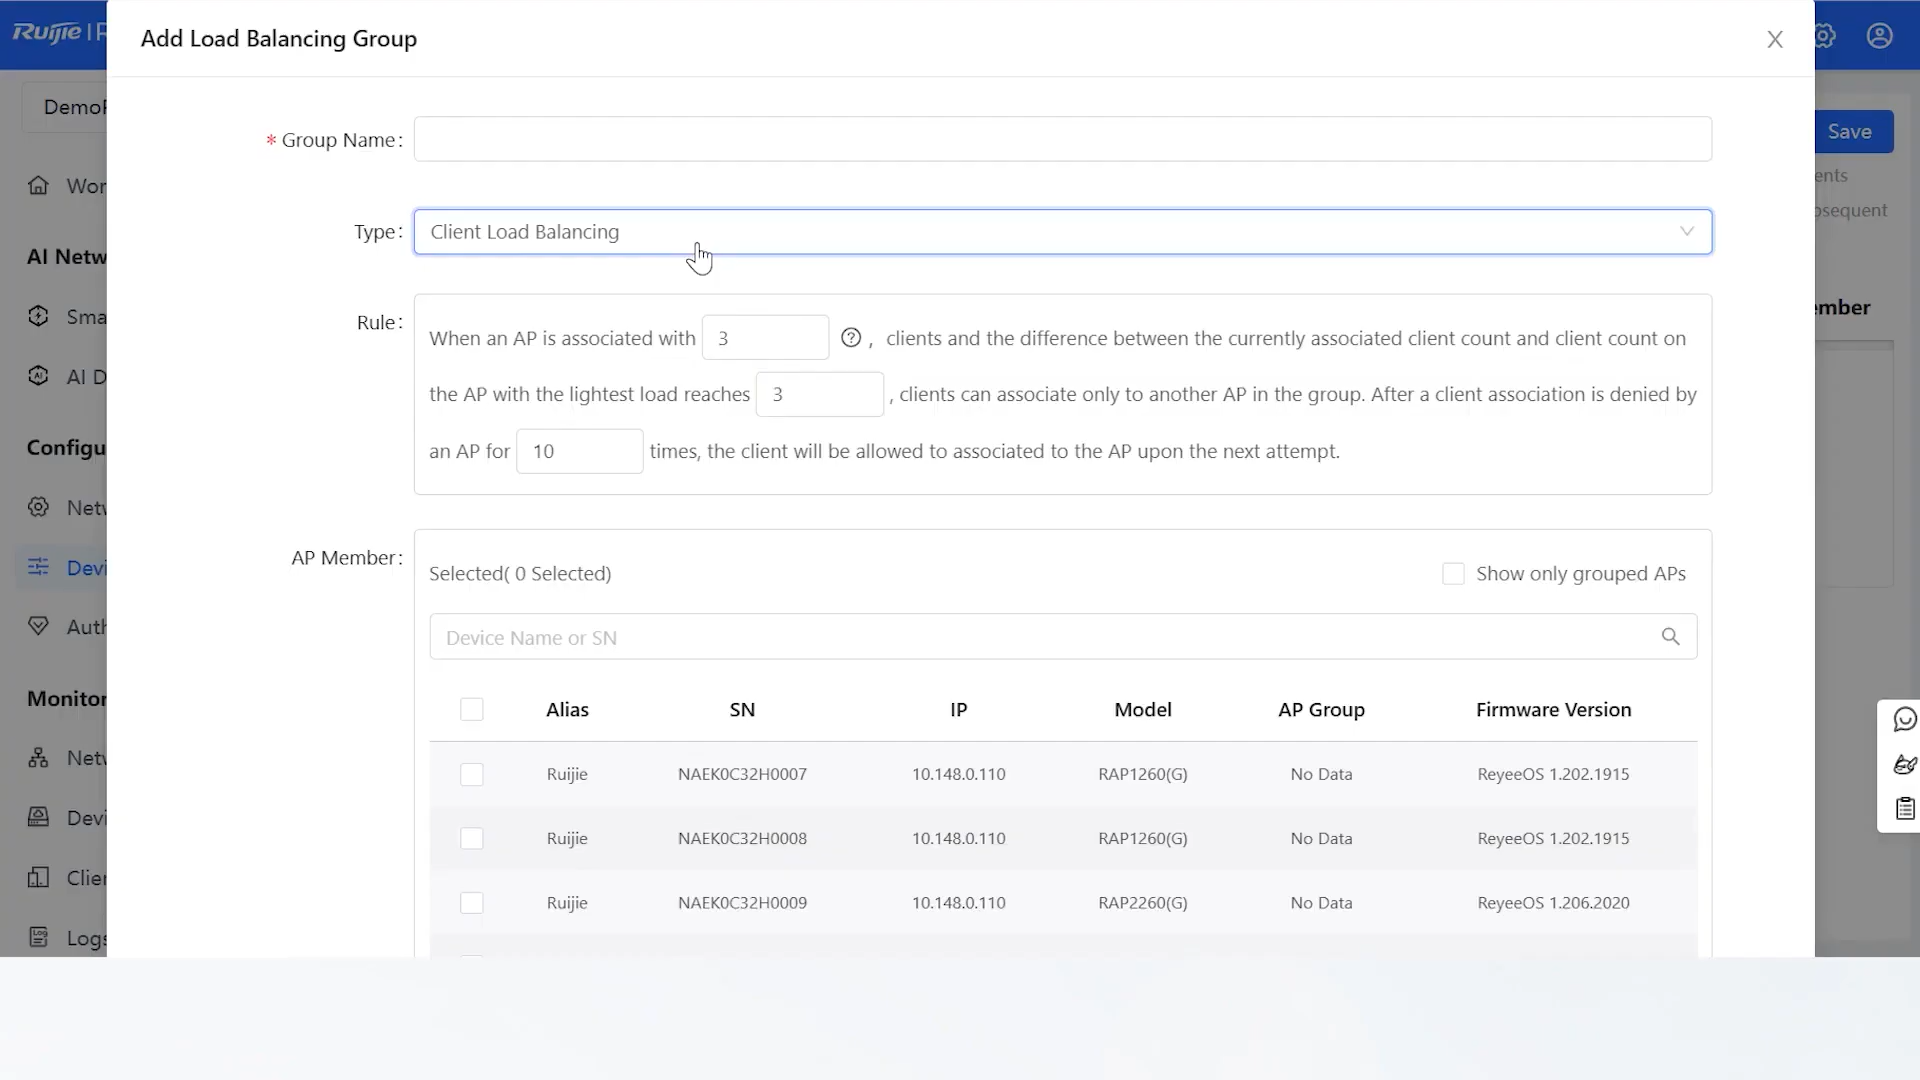 Ruijie | R
Add Load Balancing Group
X
DemoP
* Group Name:
Save
Wor
ents
Type: Client Load Balancing
bsequent
AI Netw
Sma
Rule: When an AP is associated with 3 ? , clients and the difference between the currently associated client count and client count on
mber
AI D
the AP with the lightest load reaches 3 , clients can associate only to another AP in the group. After a client association is denied by
Configu
an AP for 10 times, the client will be allowed to associated to the AP upon the next attempt.
Netw
Devi
AP Member: Selected( 0 Selected)
Show only grouped APs
Auth
Device Name or SN
Monitor
Alias SN IP Model AP Group Firmware Version
Netw
Ruijie NAEK0C32H0007 10.148.0.110 RAP1260(G) No Data ReyeeOS 1.202.1915
Devi
Ruijie NAEK0C32H0008 10.148.0.110 RAP1260(G) No Data ReyeeOS 1.202.1915
Clier
Ruijie NAEK0C32H0009 10.148.0.110 RAP2260(G) No Data ReyeeOS 1.206.2020
Logs